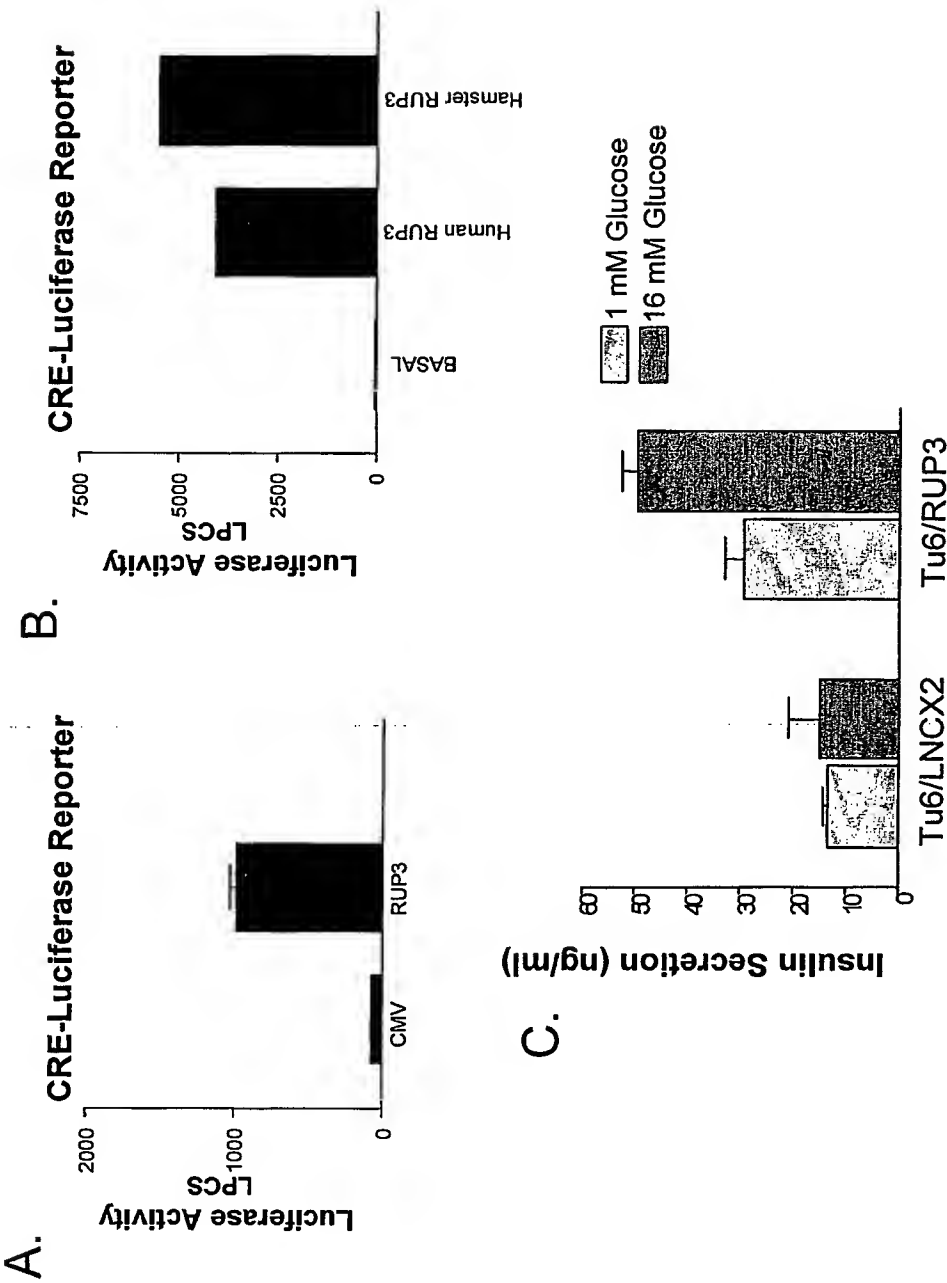 A.
CRE-Luciferase Reporter
Luciferase Activity
LPCS
2000
1000
0
CMV
RUP3
B.
CRE-Luciferase Reporter
Luciferase Activity
LPCS
7500
5000
2500
0
BASAL
Human RUP3
Hamster RUP3
C.
Insulin Secretion (ng/ml)
60
50
40
30
20
10
0
Tu6/LNCX2
Tu6/RUP3
1 mM Glucose
16 mM Glucose